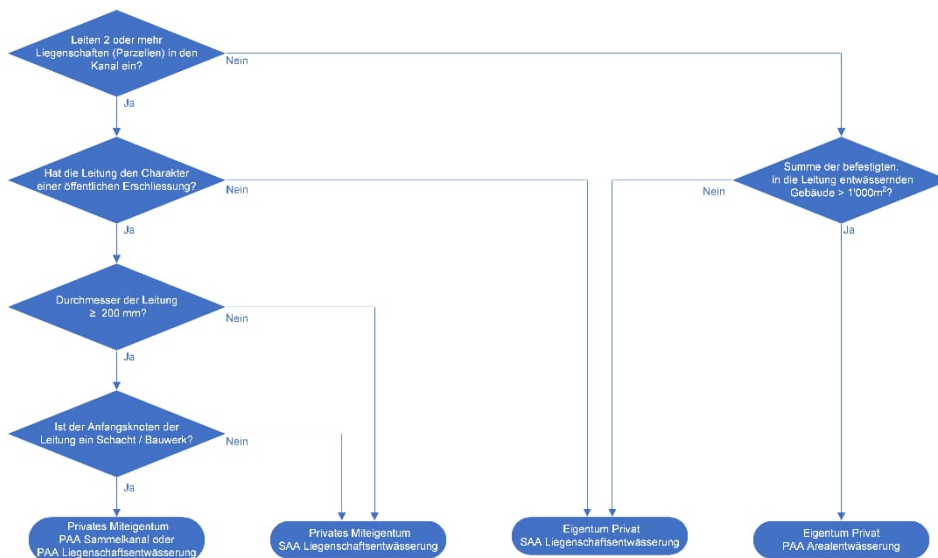 Leiten 2 oder mehr
Liegenschaften (Parzellen) in den
Kanal ein?
Nein
Ja
Hat die Leitung den Charakter
einer öffentlichen Erschliessung?
Nein
Ja
Summe der befestigten,
in die Leitung entwässernden
Gebäude > 1'000m²?
Nein
Ja
Durchmesser der Leitung
≥ 200 mm?
Nein
Ja
Ist der Anfangsknoten der
Leitung ein Schacht / Bauwerk?
Nein
Ja
Privates Miteigentum
PAA Sammelkanal oder
PAA Liegenschaftsentwässerung
Privates Miteigentum
SAA Liegenschaftsentwässerung
Eigentum Privat
SAA Liegenschaftsentwässerung
Eigentum Privat
PAA Arealentwässerung